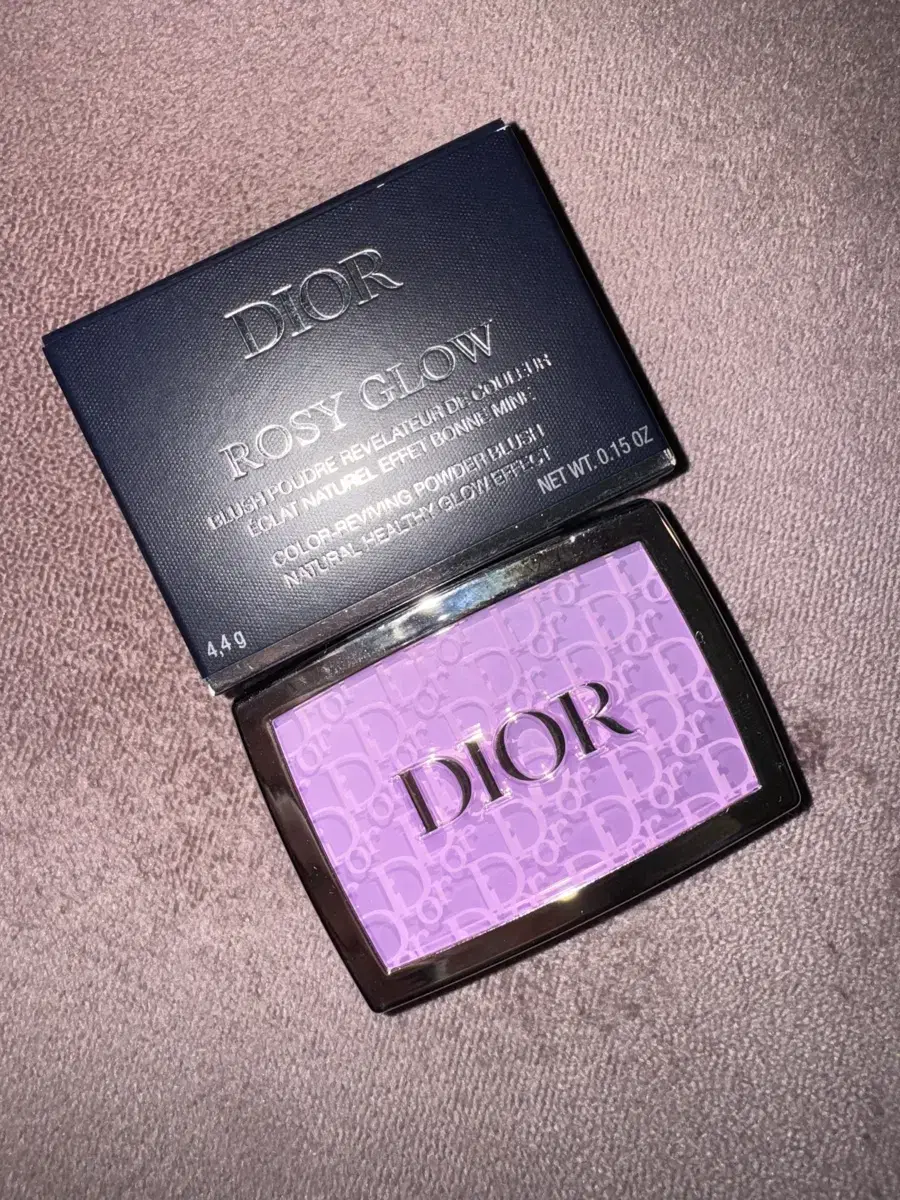 DIOR
ROSY GLOW
BLUSH POUDRE RÉVÉLATEUR DE COULEUR
ÉCLAT NATUREL EFFET BONNE MINE
COLOR-REVIVING POWDER BLUSH
NATURAL HEALTHY GLOW EFFECT
4,4 g
NET WT. 0.15 OZ
DIOR